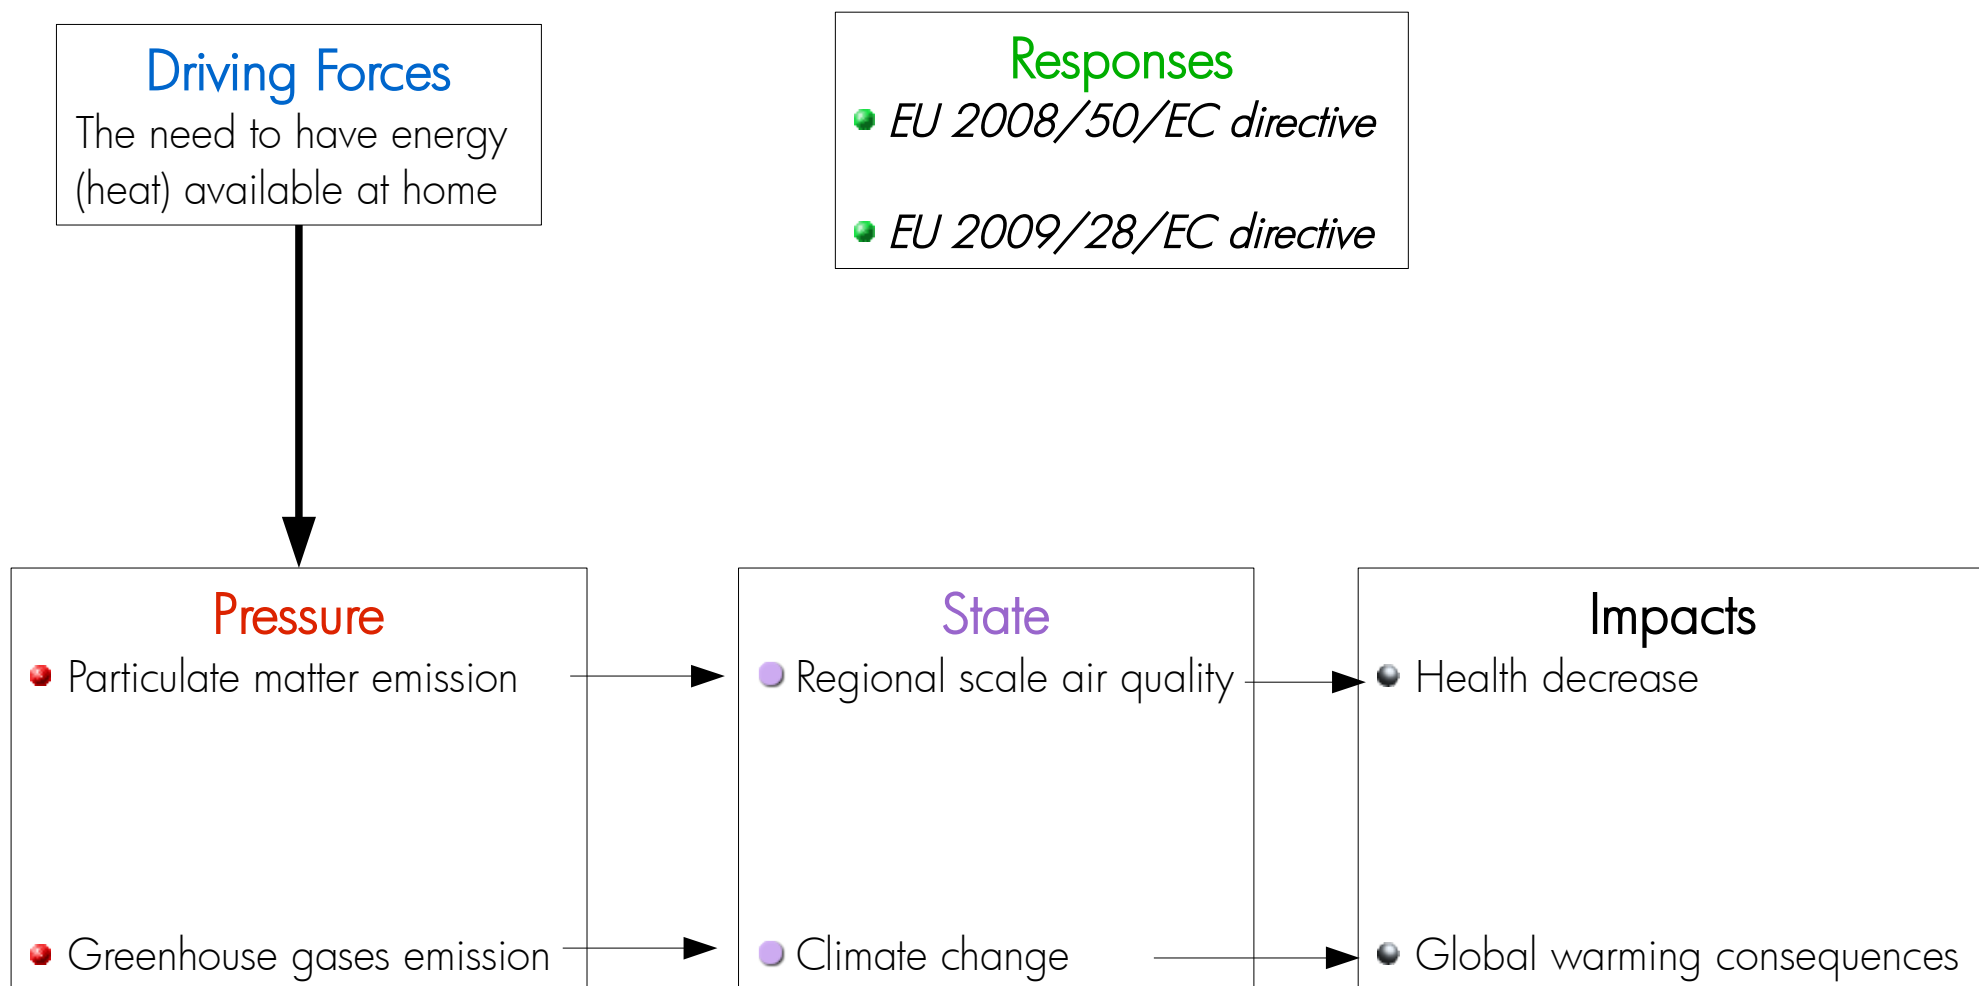 Driving Forces
The need to have energy
(heat) available at home
Responses
EU 2008/50/EC directive
EU 2009/28/EC directive
Pressure
Particulate matter emission
Greenhouse gases emission
State
Regional scale air quality
Climate change
Impacts
Health decrease
Global warming consequences